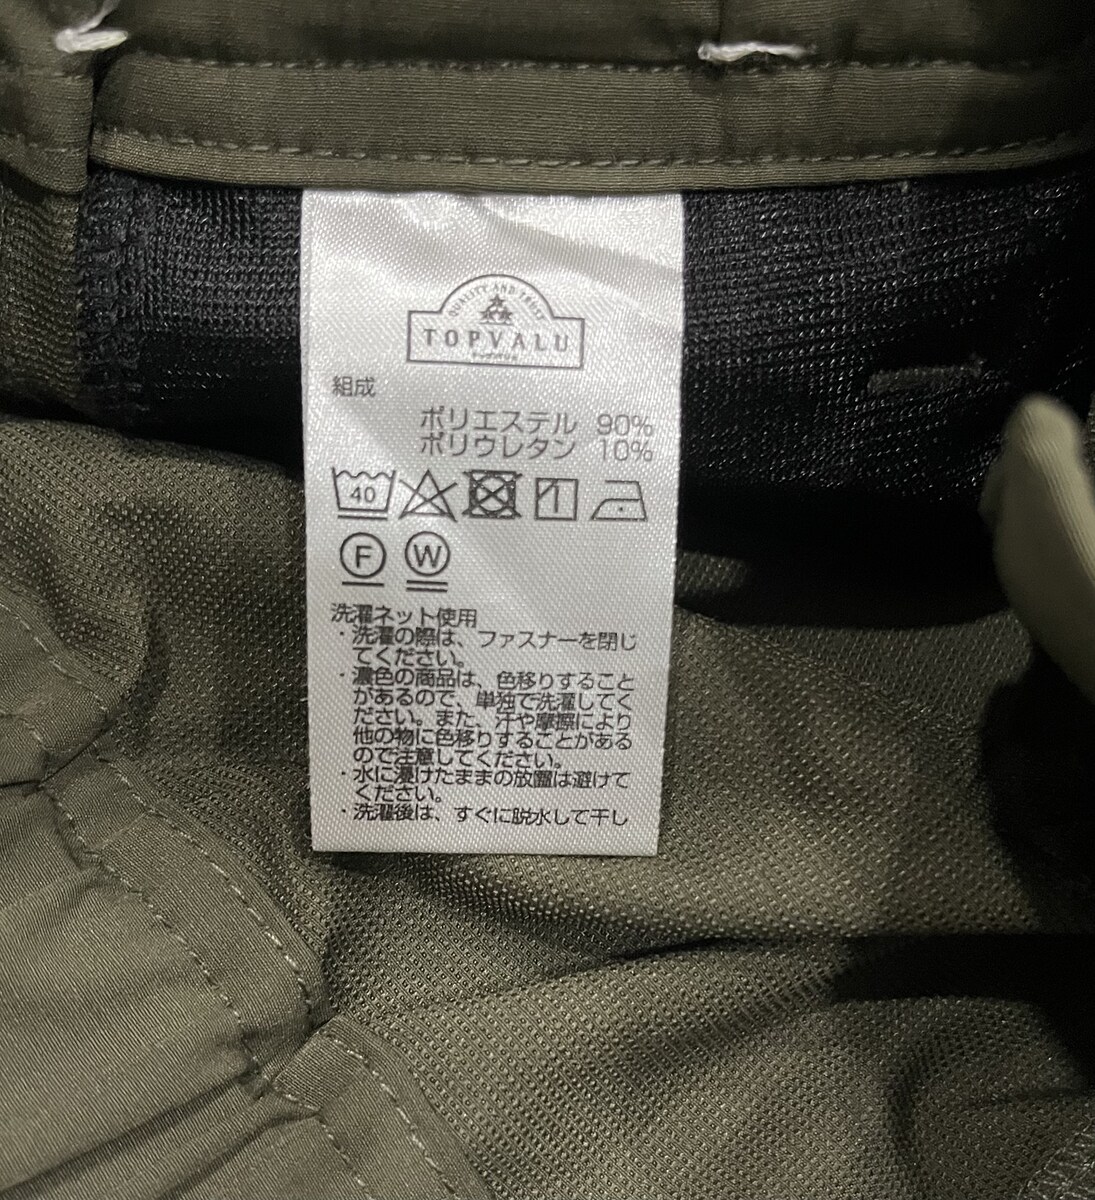 QUALITY AND TRUST
TOPVALU
トップバリュ
組成
ポリエステル 90%
ポリウレタン 10%
40
F W
洗濯ネット使用
・洗濯の際は、ファスナーを閉じ
てください。
・濃色の商品は、色移りすること
があるので、単独で洗濯してく
ださい。また、汗や摩擦により
他の物に色移りすることがある
ので注意してください。
・水に浸けたままの放置は避けて
ください。
・洗濯後は、すぐに脱水して干し